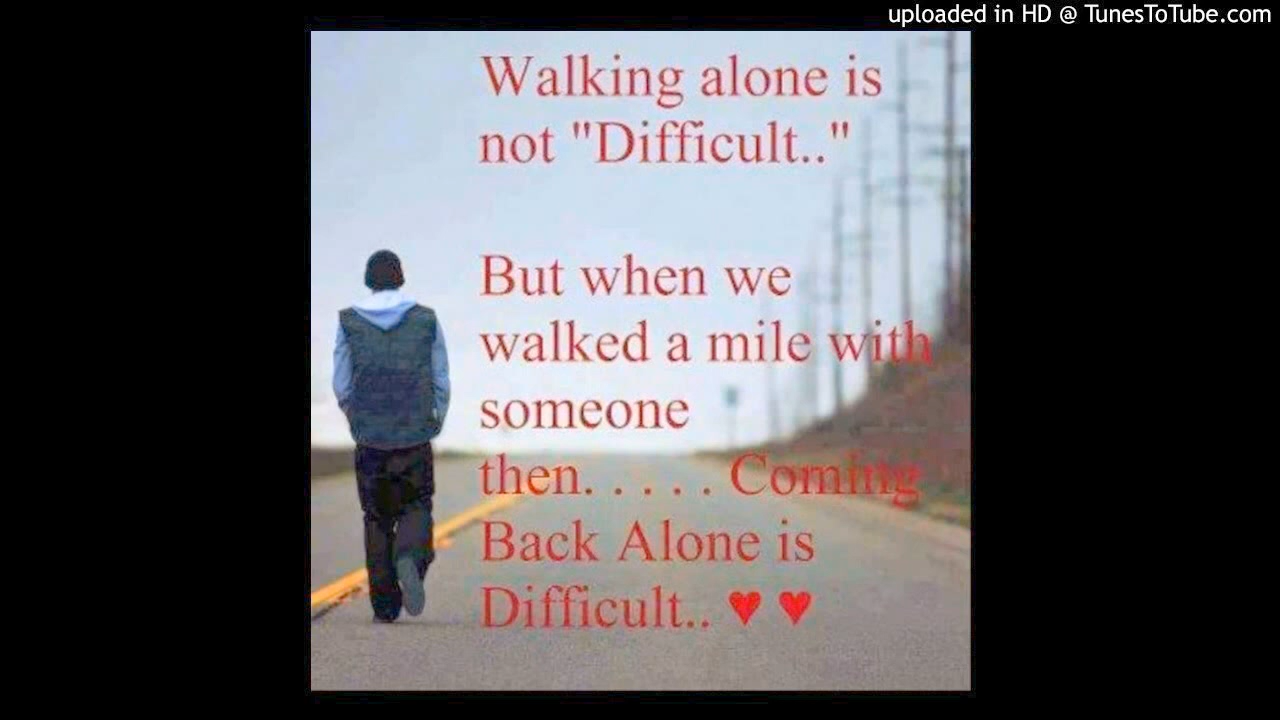 uploaded in HD @ TunesToTube.com
Walking alone is
not "Difficult.."
But when we
walked a mile with
someone
then. . . . . Coming
Back Alone is
Difficult.. ♥ ♥